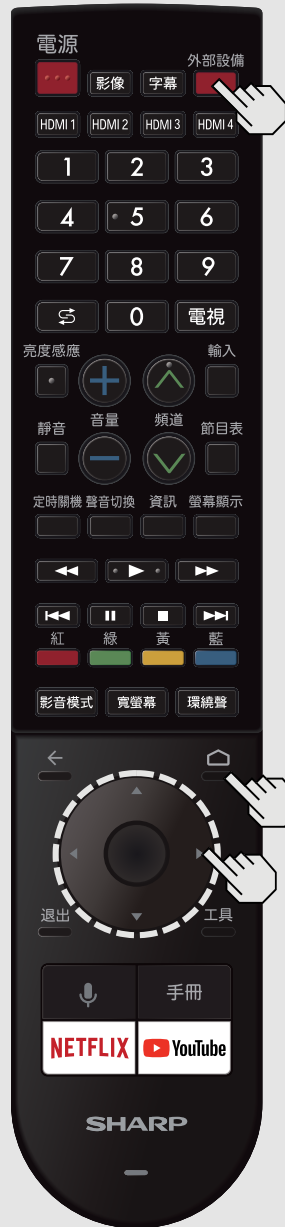 電源
外部設備
影像 字幕
HDMI 1 HDMI 2 HDMI 3 HDMI 4
1 2 3
4 5 6
7 8 9
0 電視
亮度感應 輸入
靜音 音量 頻道 節目表
定時關機 聲音切換 資訊 螢幕顯示
紅 綠 黃 藍
影音模式 寬螢幕 環繞聲
退出 工具
手冊
NETFLIX YouTube
SHARP